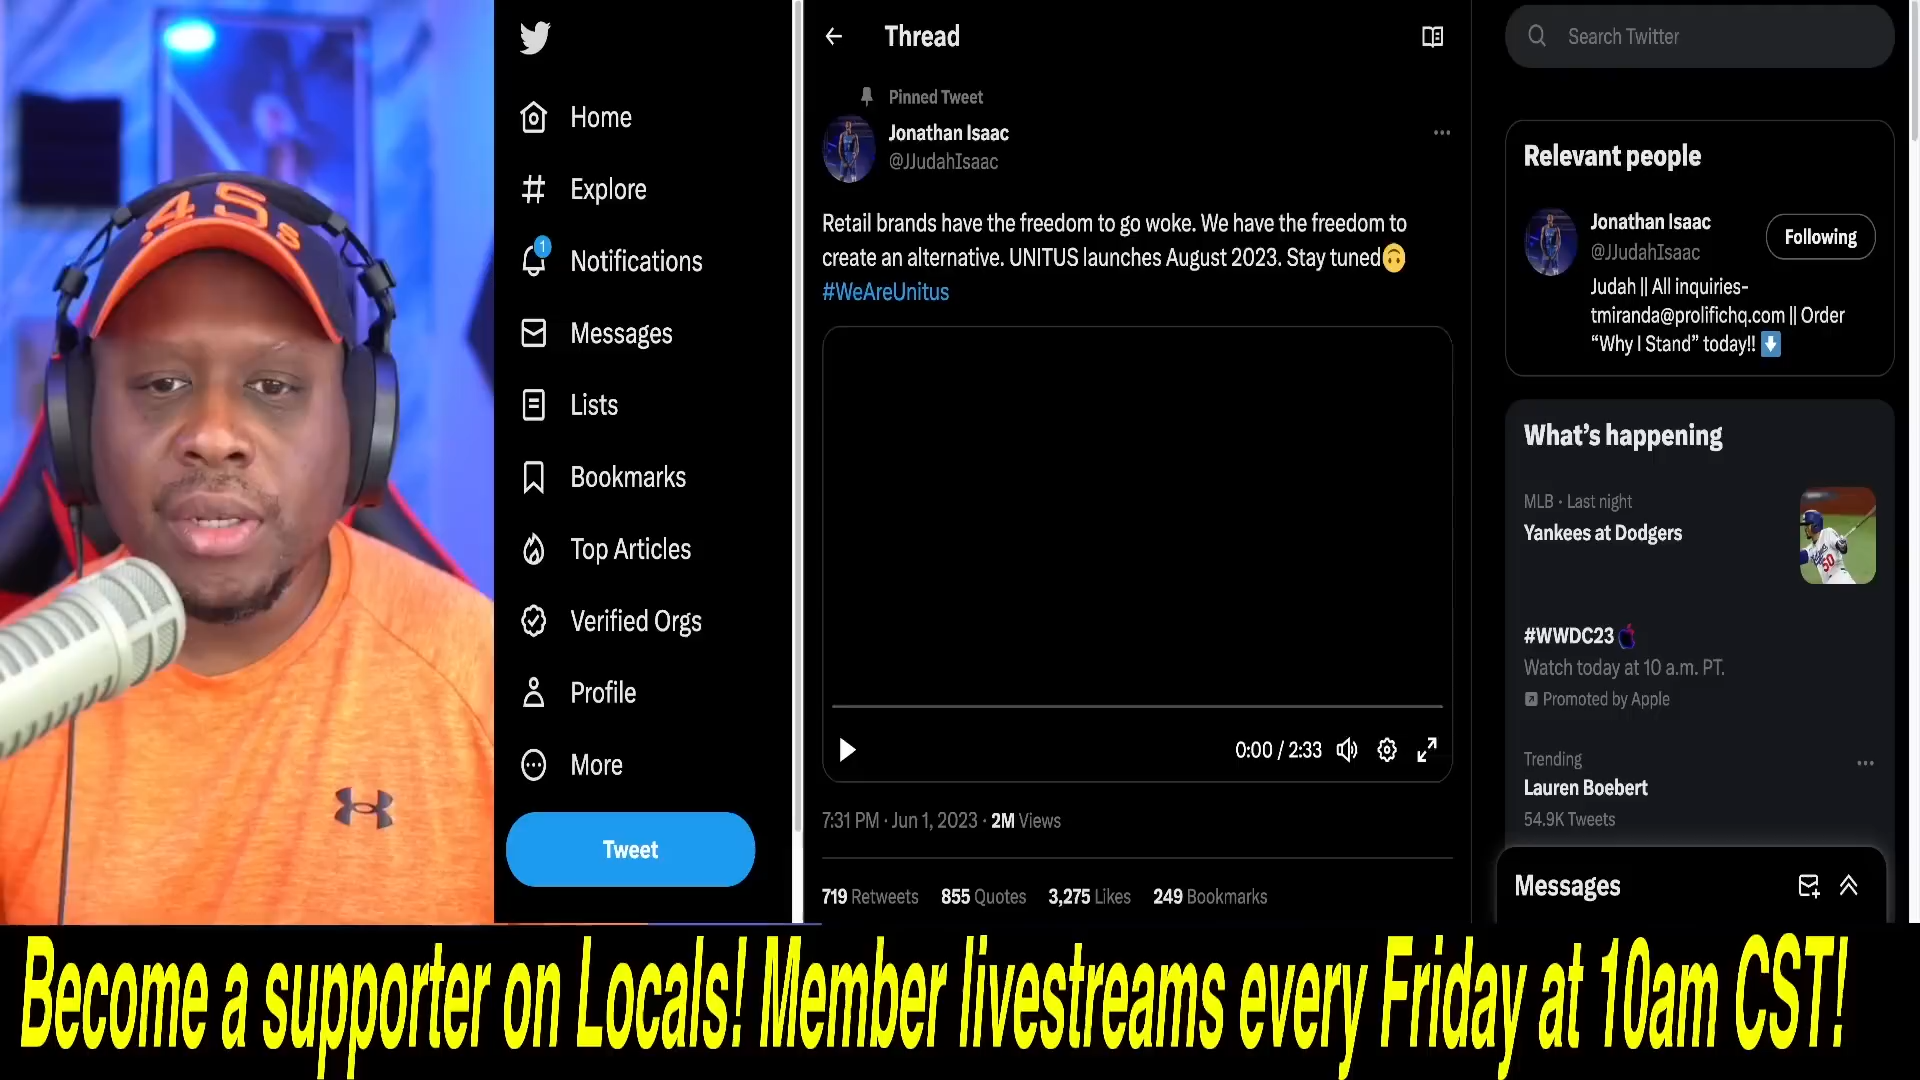 .45s
Home
Explore
1
Notifications
Messages
Lists
Bookmarks
Top Articles
Verified Orgs
Profile
More
Tweet
Thread
Pinned Tweet
Jonathan Isaac
@JJudahIsaac
Retail brands have the freedom to go woke. We have the freedom to
create an alternative. UNITUS launches August 2023. Stay tuned🙃
#WeAreUnitus
0:00 / 2:33
7:31 PM · Jun 1, 2023 · 2M Views
719 Retweets 855 Quotes 3,275 Likes 249 Bookmarks
Search Twitter
Relevant people
Jonathan Isaac
@JJudahIsaac
Following
Judah || All inquiries-
tmiranda@prolifichq.com || Order
“Why I Stand” today!! ⬇️
What’s happening
MLB · Last night
Yankees at Dodgers
50
#WWDC23
Watch today at 10 a.m. PT.
Promoted by Apple
Trending
Lauren Boebert
54.9K Tweets
Messages
Become a supporter on Locals! Member livestreams every Friday at 10am CST!